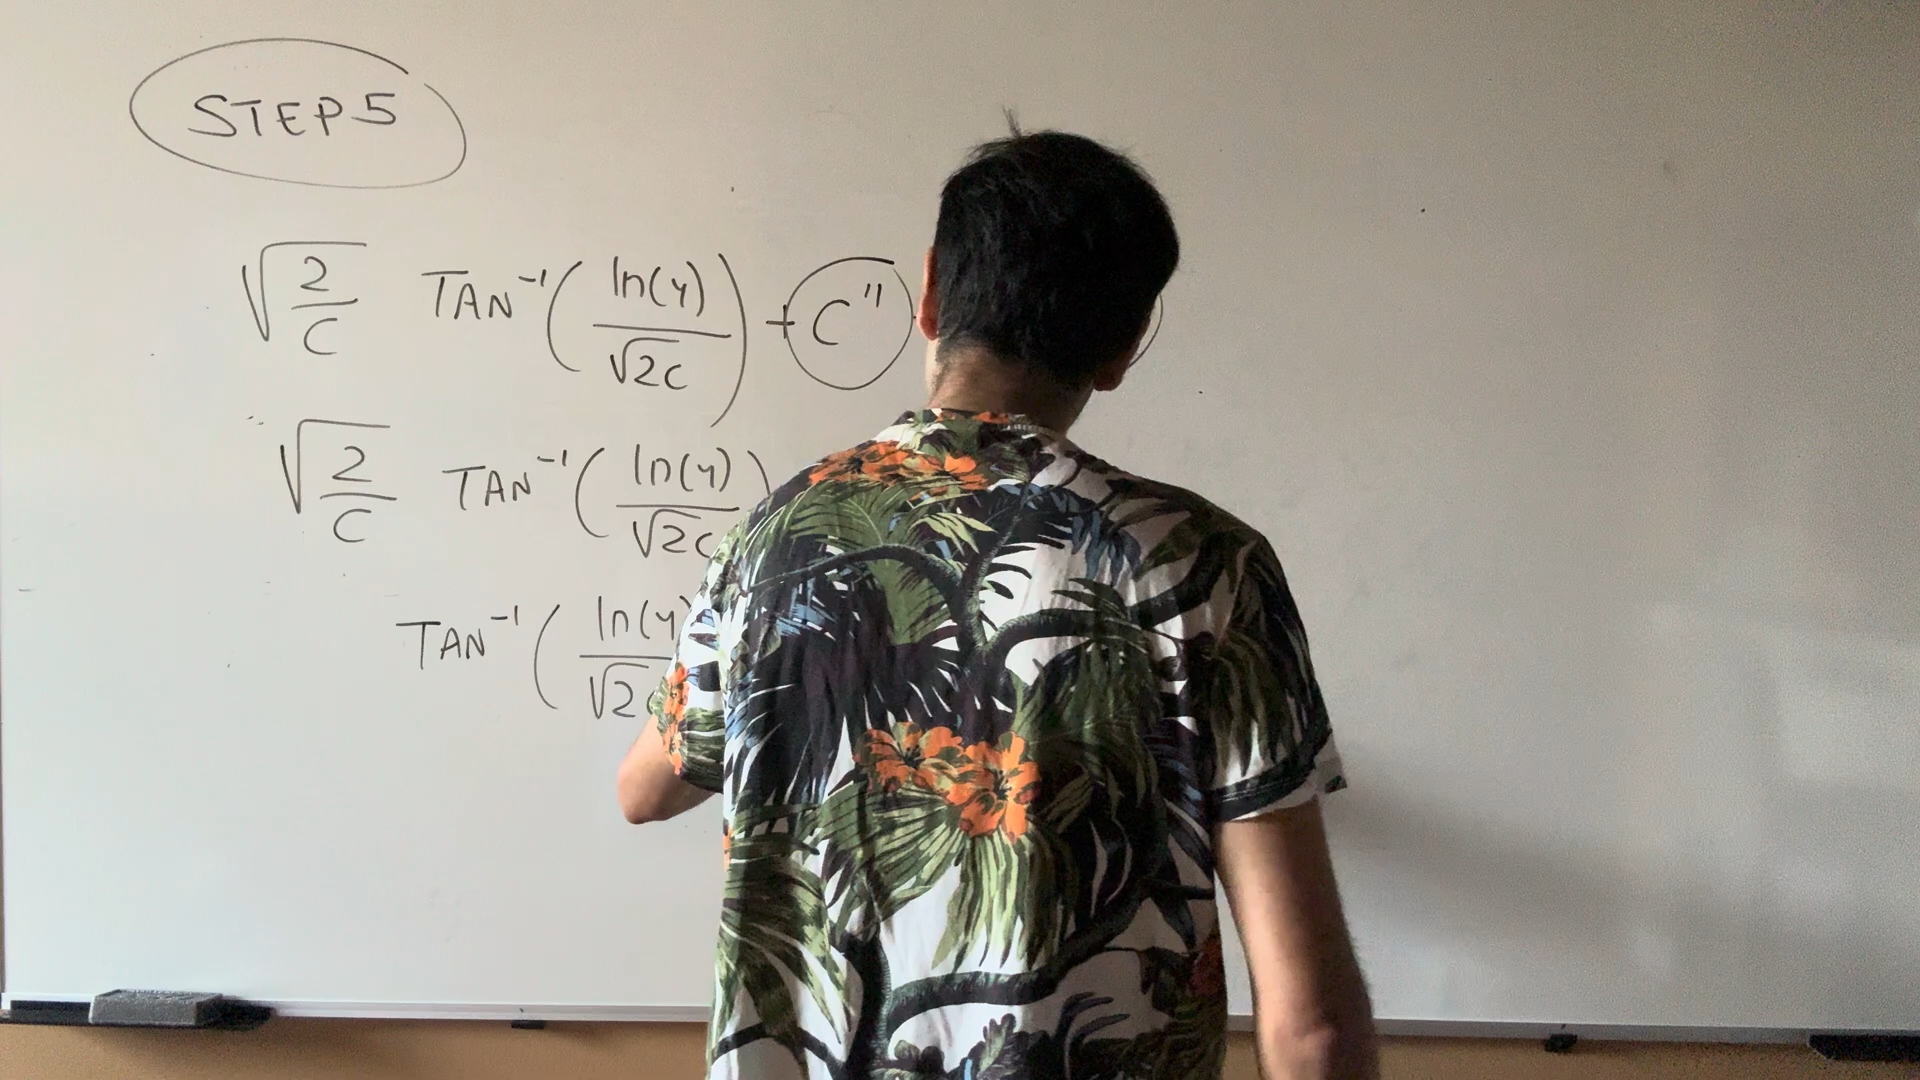 STEP 5
√(2/C) TAN⁻¹(ln(y)/√2C) + C''
√(2/C) TAN⁻¹(ln(y)/√2C
TAN⁻¹(ln(y)/√2